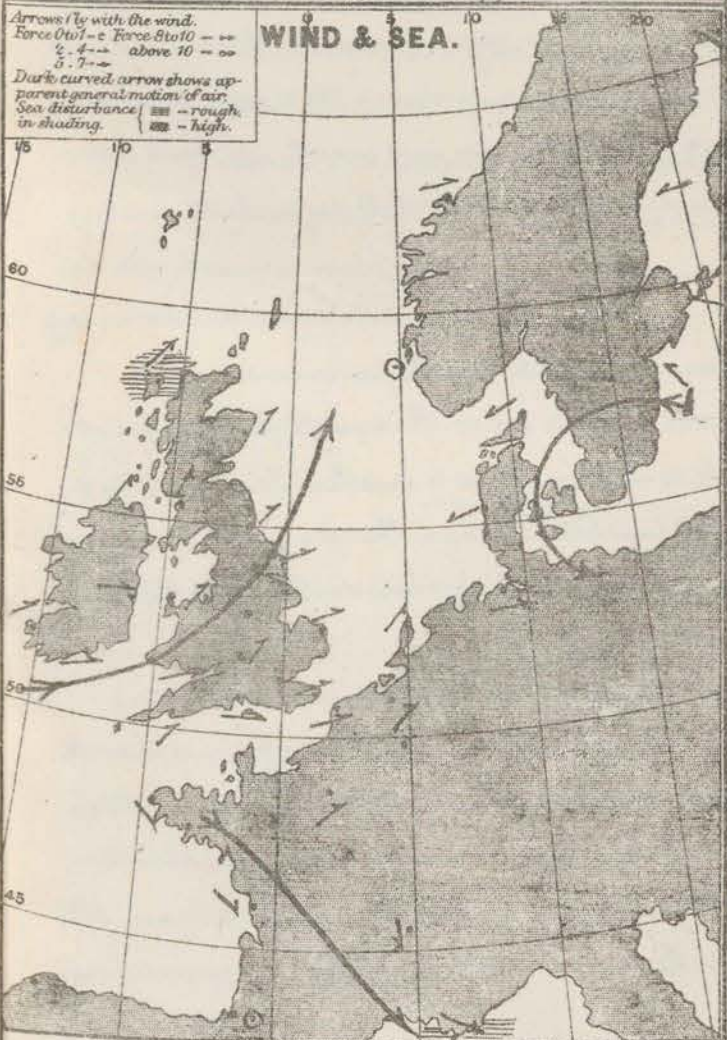 Arrows fly with the wind.
Force 0 to 1 - Force 8 to 10 -
2 . 4 - above 10 -
5 . 7 -
Dark curved arrow shows ap-
parent general motion of air.
Sea disturbance { - rough.
in shading. - high.
WIND & SEA.
0 5 10 15 20
15 10 5
60
55
50
45